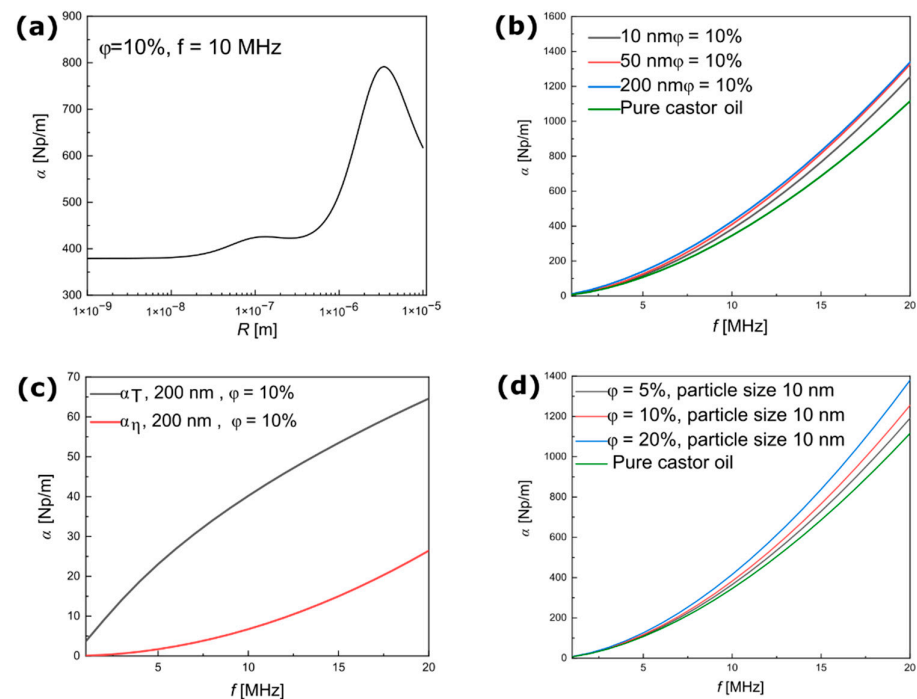 (a)
φ=10%, f = 10 MHz
900
800
700
600
500
400
300
α [Np/m]
1×10⁻⁹ 1×10⁻⁸ 1×10⁻⁷ 1×10⁻⁶ 1×10⁻⁵
R [m]
(b)
10 nmφ = 10%
50 nmφ = 10%
200 nmφ = 10%
Pure castor oil
1600
1400
1200
1000
800
600
400
200
0
α [Np/m]
5 10 15 20
f [MHz]
(c)
αT, 200 nm , φ = 10%
αη, 200 nm , φ = 10%
70
60
50
40
30
20
10
0
α [Np/m]
5 10 15 20
f [MHz]
(d)
φ = 5%, particle size 10 nm
φ = 10%, particle size 10 nm
φ = 20%, particle size 10 nm
Pure castor oil
1400
1200
1000
800
600
400
200
0
α [Np/m]
5 10 15 20
f [MHz]